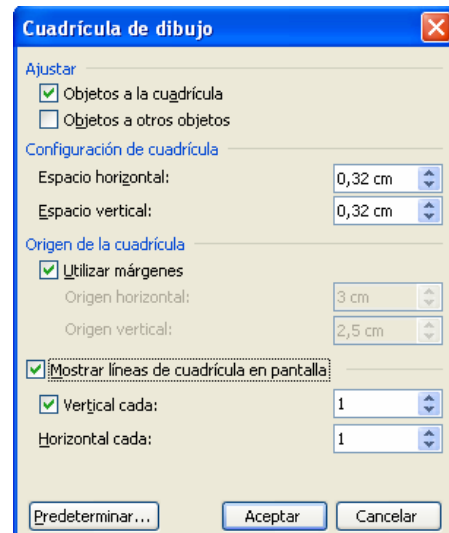 Cuadrícula de dibujo
Ajustar
Objetos a la cuadrícula
Objetos a otros objetos
Configuración de cuadrícula
Espacio horizontal: 0,32 cm
Espacio vertical: 0,32 cm
Origen de la cuadrícula
Utilizar márgenes
Origen horizontal: 3 cm
Origen vertical: 2,5 cm
Mostrar líneas de cuadrícula en pantalla
Vertical cada: 1
Horizontal cada: 1
Predeterminar... Aceptar Cancelar